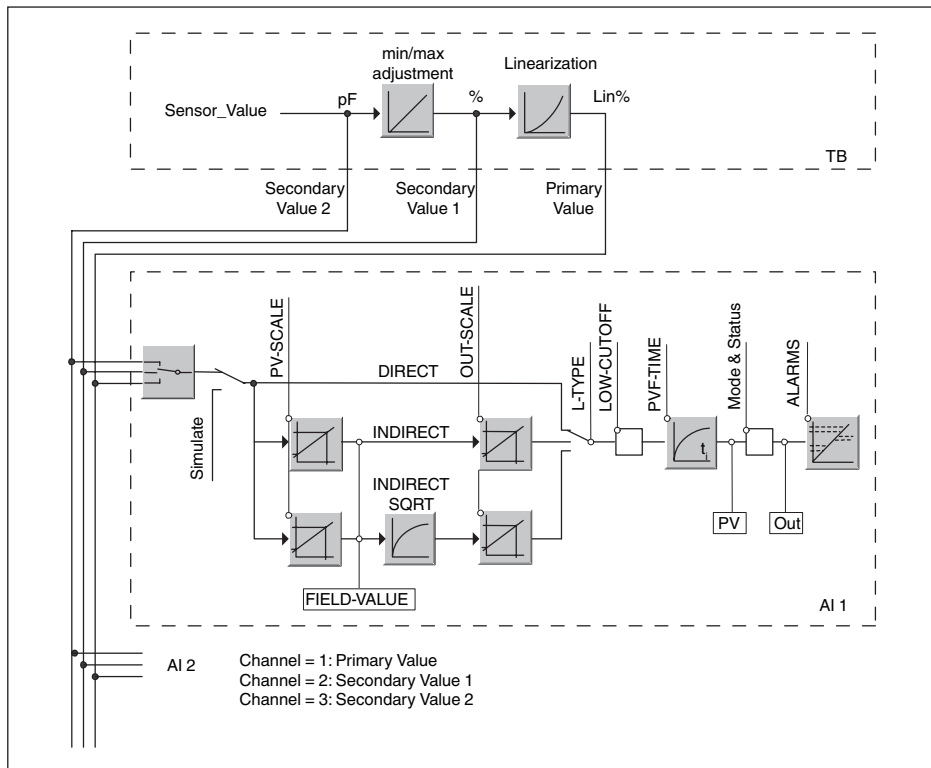 min/max
adjustment
Linearization
Sensor_Value
pF
%
Lin%
TB
Secondary
Value 2
Secondary
Value 1
Primary
Value
PV-SCALE
OUT-SCALE
L-TYPE
LOW-CUTOFF
PVF-TIME
Mode & Status
ALARMS
DIRECT
Simulate
INDIRECT
INDIRECT
SQRT
ti
PV
Out
FIELD-VALUE
AI 1
AI 2
Channel = 1: Primary Value
Channel = 2: Secondary Value 1
Channel = 3: Secondary Value 2